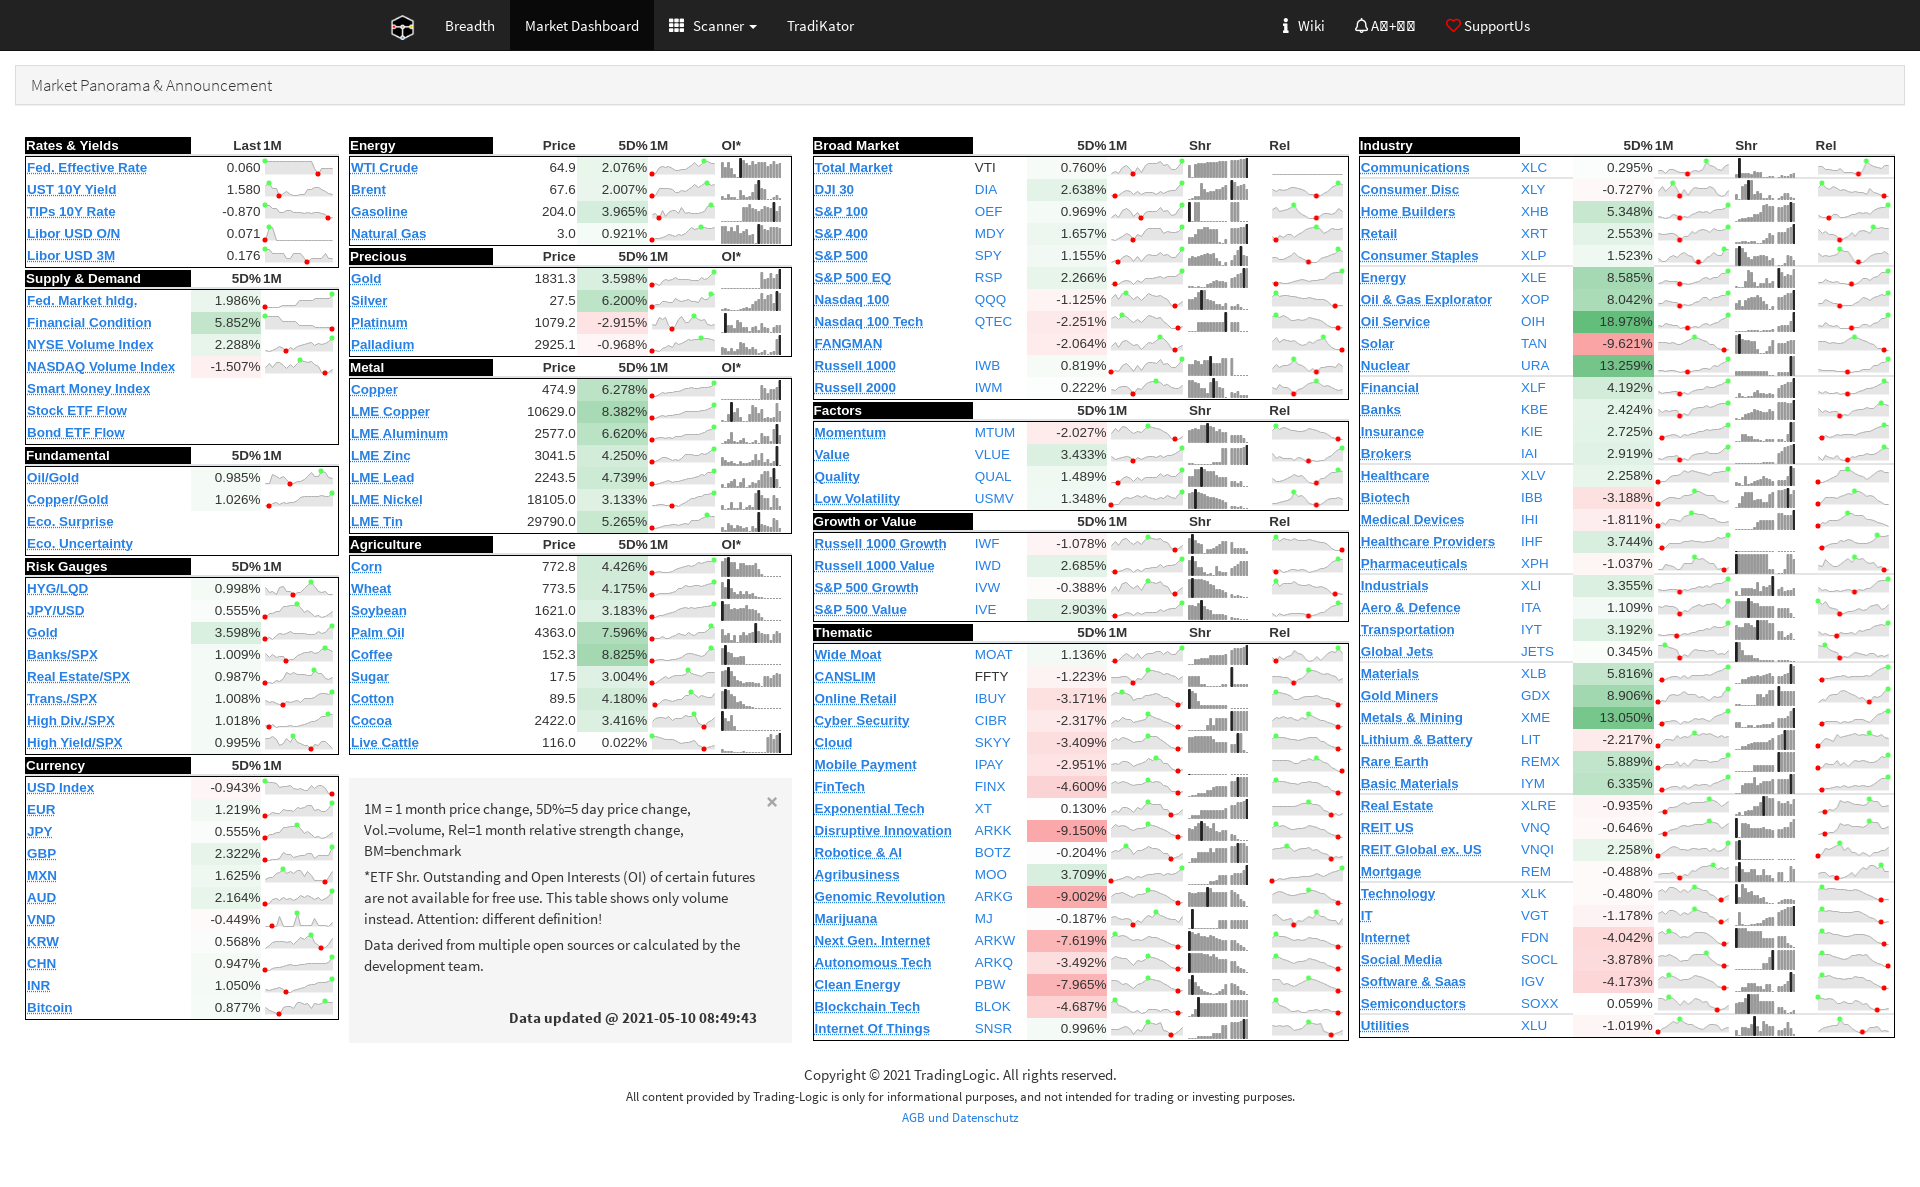 Breadth Market Dashboard Scanner TradiKator Wiki SupportUs
Market Panorama & Announcement
Rates & Yields Last 1M
Fed. Effective Rate 0.060
UST 10Y Yield 1.580
TIPs 10Y Rate -0.870
Libor USD O/N 0.071
Libor USD 3M 0.176
Supply & Demand 5D% 1M
Fed. Market hldg. 1.986%
Financial Condition 5.852%
NYSE Volume Index 2.288%
NASDAQ Volume Index -1.507%
Smart Money Index
Stock ETF Flow
Bond ETF Flow
Fundamental 5D% 1M
Oil/Gold 0.985%
Copper/Gold 1.026%
Eco. Surprise
Eco. Uncertainty
Risk Gauges 5D% 1M
HYG/LQD 0.998%
JPY/USD 0.555%
Gold 3.598%
Banks/SPX 1.009%
Real Estate/SPX 0.987%
Trans./SPX 1.008%
High Div./SPX 1.018%
High Yield/SPX 0.995%
Currency 5D% 1M
USD Index -0.943%
EUR 1.219%
JPY 0.555%
GBP 2.322%
MXN 1.625%
AUD 2.164%
VND -0.449%
KRW 0.568%
CHN 0.947%
INR 1.050%
Bitcoin 0.877%
Energy Price 5D% 1M OI*
WTI Crude 64.9 2.076%
Brent 67.6 2.007%
Gasoline 204.0 3.965%
Natural Gas 3.0 0.921%
Precious Price 5D% 1M OI*
Gold 1831.3 3.598%
Silver 27.5 6.200%
Platinum 1079.2 -2.915%
Palladium 2925.1 -0.968%
Metal Price 5D% 1M OI*
Copper 474.9 6.278%
LME Copper 10629.0 8.382%
LME Aluminum 2577.0 6.620%
LME Zinc 3041.5 4.250%
LME Lead 2243.5 4.739%
LME Nickel 18105.0 3.133%
LME Tin 29790.0 5.265%
Agriculture Price 5D% 1M OI*
Corn 772.8 4.426%
Wheat 773.5 4.175%
Soybean 1621.0 3.183%
Palm Oil 4363.0 7.596%
Coffee 152.3 8.825%
Sugar 17.5 3.004%
Cotton 89.5 4.180%
Cocoa 2422.0 3.416%
Live Cattle 116.0 0.022%
×
1M = 1 month price change, 5D%=5 day price change,
Vol.=volume, Rel=1 month relative strength change,
BM=benchmark
*ETF Shr. Outstanding and Open Interests (OI) of certain futures
are not available for free use. This table shows only volume
instead. Attention: different definition!
Data derived from multiple open sources or calculated by the
development team.
Data updated @ 2021-05-10 08:49:43
Broad Market 5D% 1M Shr Rel
Total Market VTI 0.760%
DJI 30 DIA 2.638%
S&P 100 OEF 0.969%
S&P 400 MDY 1.657%
S&P 500 SPY 1.155%
S&P 500 EQ RSP 2.266%
Nasdaq 100 QQQ -1.125%
Nasdaq 100 Tech QTEC -2.251%
FANGMAN -2.064%
Russell 1000 IWB 0.819%
Russell 2000 IWM 0.222%
Factors 5D% 1M Shr Rel
Momentum MTUM -2.027%
Value VLUE 3.433%
Quality QUAL 1.489%
Low Volatility USMV 1.348%
Growth or Value 5D% 1M Shr Rel
Russell 1000 Growth IWF -1.078%
Russell 1000 Value IWD 2.685%
S&P 500 Growth IVW -0.388%
S&P 500 Value IVE 2.903%
Thematic 5D% 1M Shr Rel
Wide Moat MOAT 1.136%
CANSLIM FFTY -1.223%
Online Retail IBUY -3.171%
Cyber Security CIBR -2.317%
Cloud SKYY -3.409%
Mobile Payment IPAY -2.951%
FinTech FINX -4.600%
Exponential Tech XT 0.130%
Disruptive Innovation ARKK -9.150%
Robotice & AI BOTZ -0.204%
Agribusiness MOO 3.709%
Genomic Revolution ARKG -9.002%
Marijuana MJ -0.187%
Next Gen. Internet ARKW -7.619%
Autonomous Tech ARKQ -3.492%
Clean Energy PBW -7.965%
Blockchain Tech BLOK -4.687%
Internet Of Things SNSR 0.996%
Industry 5D% 1M Shr Rel
Communications XLC 0.295%
Consumer Disc XLY -0.727%
Home Builders XHB 5.348%
Retail XRT 2.553%
Consumer Staples XLP 1.523%
Energy XLE 8.585%
Oil & Gas Explorator XOP 8.042%
Oil Service OIH 18.978%
Solar TAN -9.621%
Nuclear URA 13.259%
Financial XLF 4.192%
Banks KBE 2.424%
Insurance KIE 2.725%
Brokers IAI 2.919%
Healthcare XLV 2.258%
Biotech IBB -3.188%
Medical Devices IHI -1.811%
Healthcare Providers IHF 3.744%
Pharmaceuticals XPH -1.037%
Industrials XLI 3.355%
Aero & Defence ITA 1.109%
Transportation IYT 3.192%
Global Jets JETS 0.345%
Materials XLB 5.816%
Gold Miners GDX 8.906%
Metals & Mining XME 13.050%
Lithium & Battery LIT -2.217%
Rare Earth REMX 5.889%
Basic Materials IYM 6.335%
Real Estate XLRE -0.935%
REIT US VNQ -0.646%
REIT Global ex. US VNQI 2.258%
Mortgage REM -0.488%
Technology XLK -0.480%
IT VGT -1.178%
Internet FDN -4.042%
Social Media SOCL -3.878%
Software & Saas IGV -4.173%
Semiconductors SOXX 0.059%
Utilities XLU -1.019%
Copyright © 2021 TradingLogic. All rights reserved.
All content provided by Trading-Logic is only for informational purposes, and not intended for trading or investing purposes.
AGB und Datenschutz